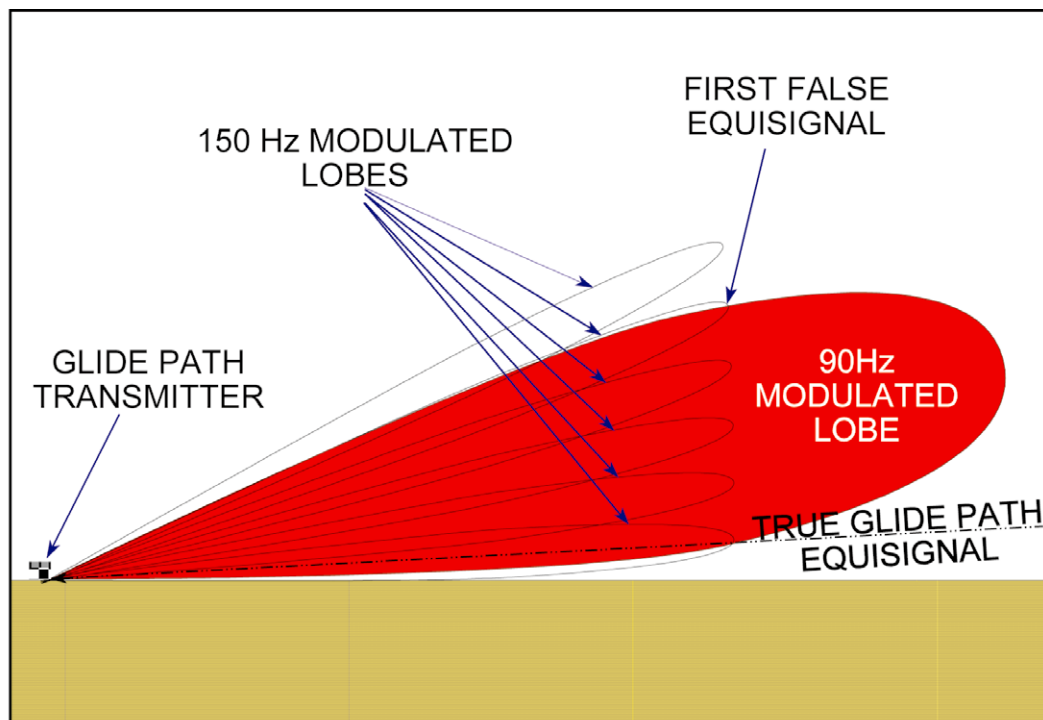 FIRST FALSE
EQUISIGNAL
150 Hz MODULATED
LOBES
GLIDE PATH
TRANSMITTER
90Hz
MODULATED
LOBE
TRUE GLIDE PATH
EQUISIGNAL